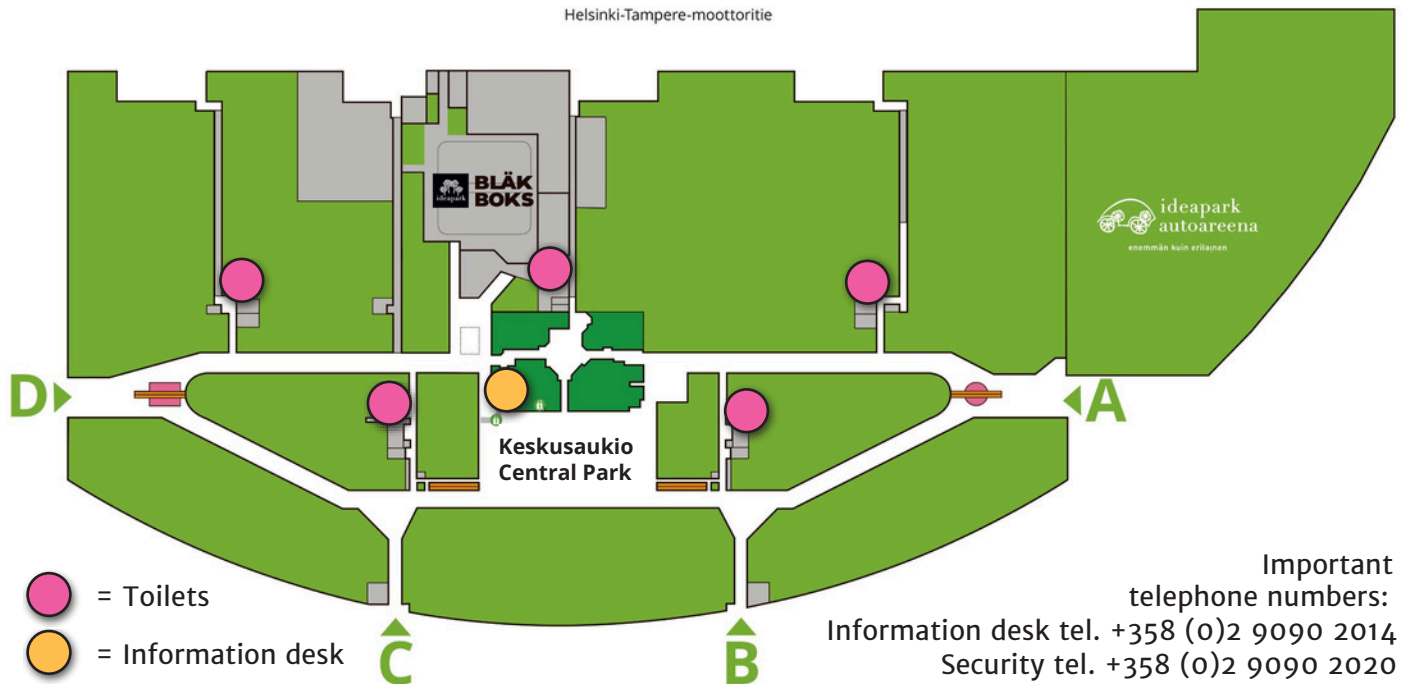 Helsinki-Tampere-moottoritie
ideapark
BLÄK
BOKS
ideapark
autoareena
enemmän kuin erilainen
D
A
Keskusaukio
Central Park
= Toilets
= Information desk
C
B
Important
telephone numbers:
Information desk tel. +358 (0)2 9090 2014
Security tel. +358 (0)2 9090 2020